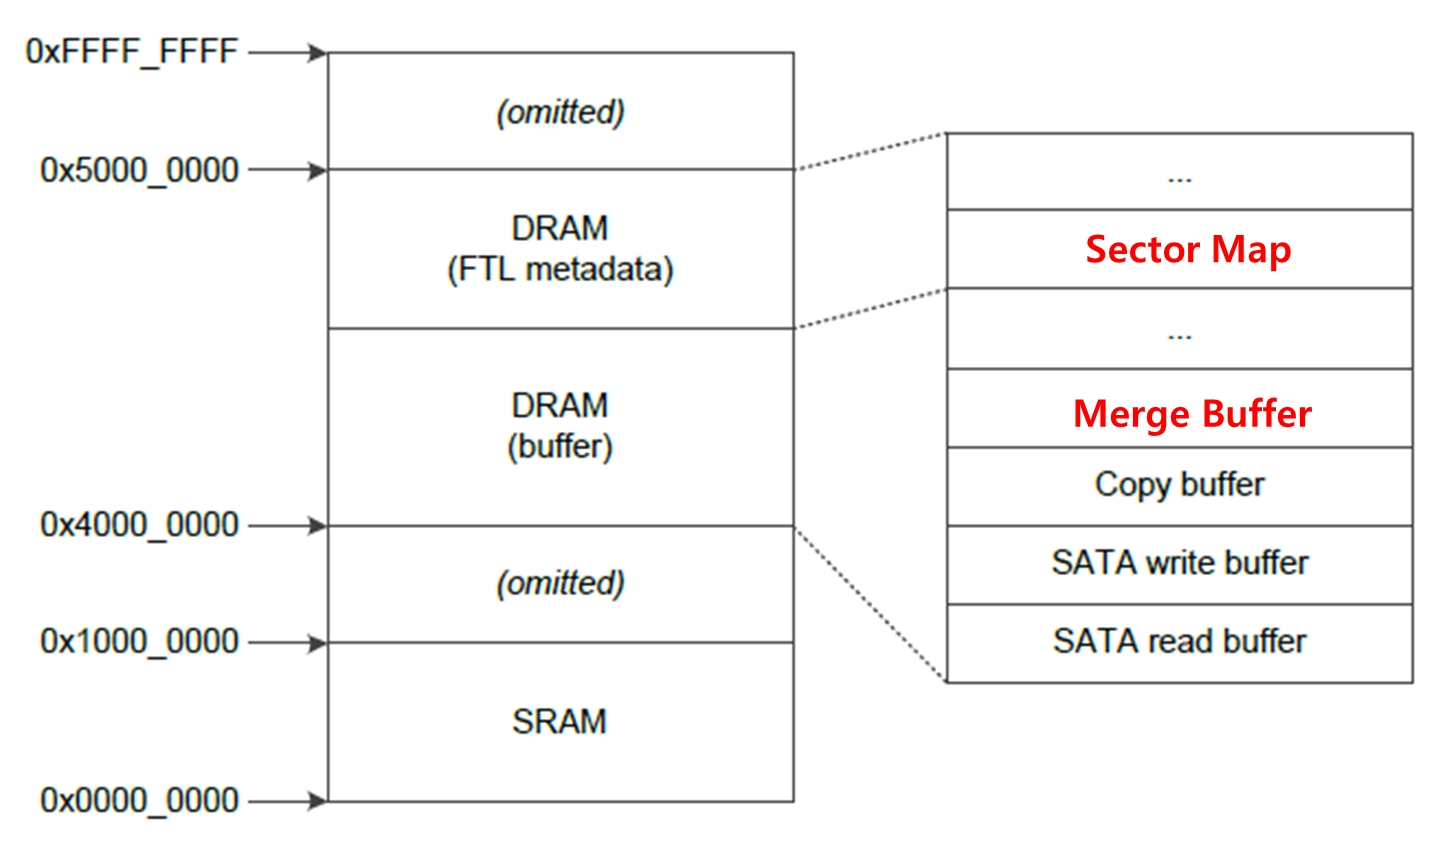 0xFFFF_FFFF
(omitted)
0x5000_0000
DRAM
(FTL metadata)
DRAM
(buffer)
0x4000_0000
(omitted)
0x1000_0000
SRAM
0x0000_0000
...
Sector Map
...
Merge Buffer
Copy buffer
SATA write buffer
SATA read buffer